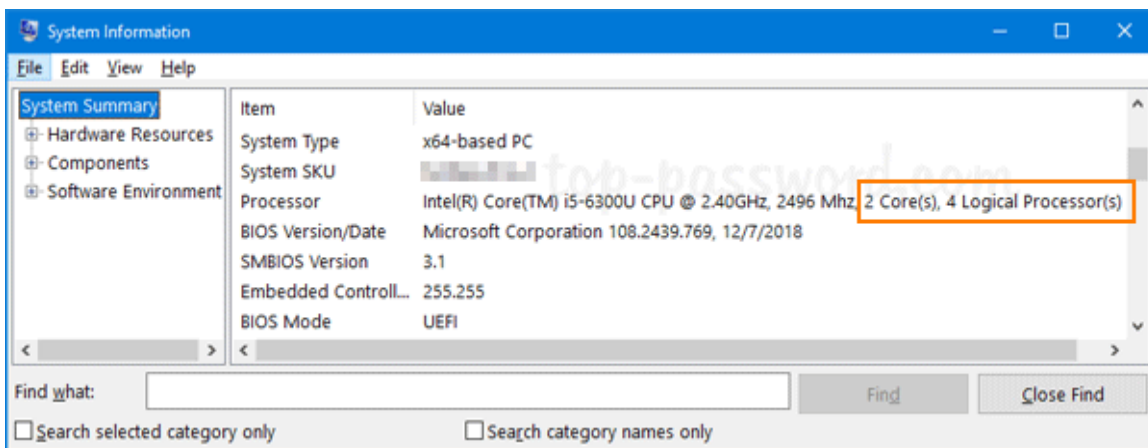 System Information
File Edit View Help
System Summary
Hardware Resources
Components
Software Environment
Item Value
System Type x64-based PC
System SKU
Processor Intel(R) Core(TM) i5-6300U CPU @ 2.40GHz, 2496 Mhz, 2 Core(s), 4 Logical Processor(s)
BIOS Version/Date Microsoft Corporation 108.2439.769, 12/7/2018
SMBIOS Version 3.1
Embedded Controll... 255.255
BIOS Mode UEFI
top-password.com
Find what: Find Close Find
Search selected category only Search category names only